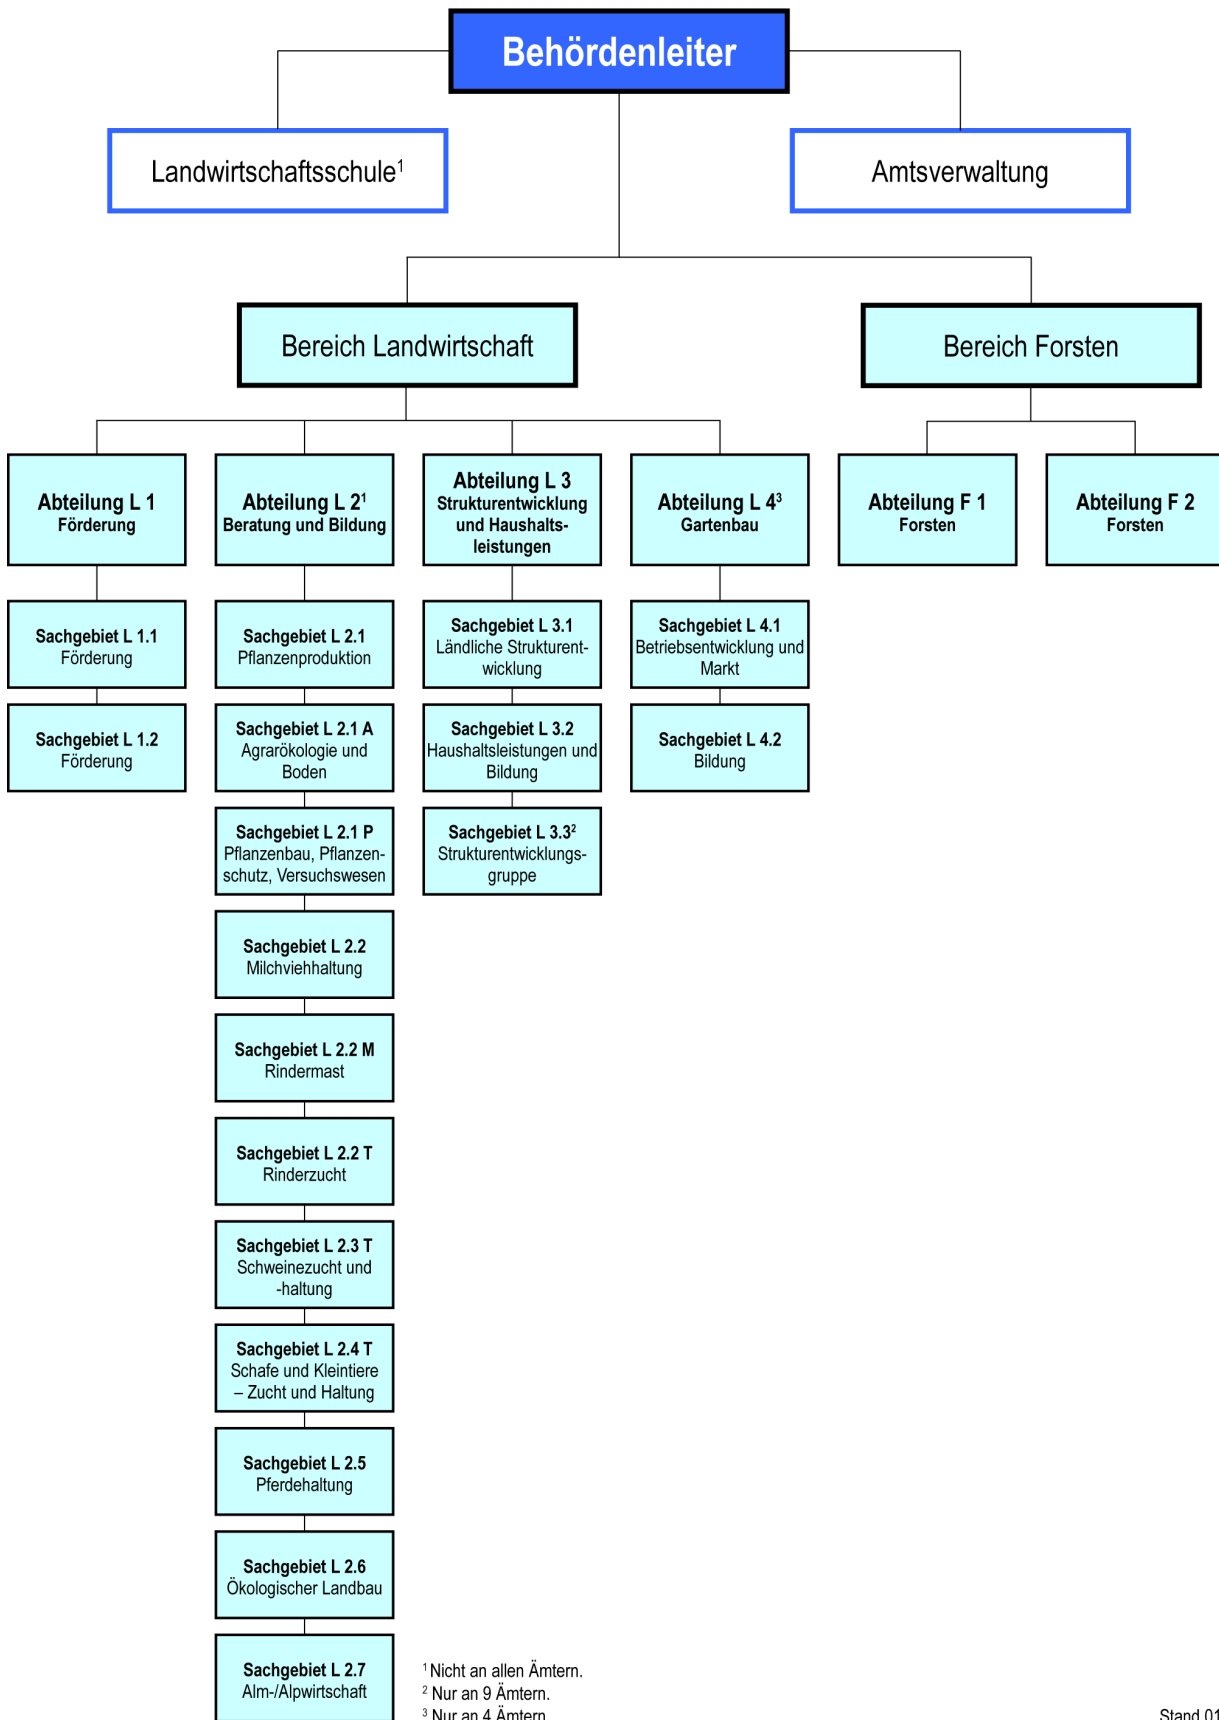 Behördenleiter
Landwirtschaftsschule¹
Amtsverwaltung
Bereich Landwirtschaft
Bereich Forsten
Abteilung L 1
Förderung
Abteilung L 2¹
Beratung und Bildung
Abteilung L 3
Strukturentwicklung
und Haushalts-
leistungen
Abteilung L 4³
Gartenbau
Abteilung F 1
Forsten
Abteilung F 2
Forsten
Sachgebiet L 1.1
Förderung
Sachgebiet L 1.2
Förderung
Sachgebiet L 2.1
Pflanzenproduktion
Sachgebiet L 2.1 A
Agrarökologie und
Boden
Sachgebiet L 2.1 P
Pflanzenbau, Pflanzen-
schutz, Versuchswesen
Sachgebiet L 2.2
Milchviehhaltung
Sachgebiet L 2.2 M
Rindermast
Sachgebiet L 2.2 T
Rinderzucht
Sachgebiet L 2.3 T
Schweinezucht und
-haltung
Sachgebiet L 2.4 T
Schafe und Kleintiere
– Zucht und Haltung
Sachgebiet L 2.5
Pferdehaltung
Sachgebiet L 2.6
Ökologischer Landbau
Sachgebiet L 2.7
Alm-/Alpwirtschaft
Sachgebiet L 3.1
Ländliche Strukturent-
wicklung
Sachgebiet L 3.2
Haushaltsleistungen und
Bildung
Sachgebiet L 3.3²
Strukturentwicklungs-
gruppe
Sachgebiet L 4.1
Betriebsentwicklung und
Markt
Sachgebiet L 4.2
Bildung
¹ Nicht an allen Ämtern.
² Nur an 9 Ämtern.
³ Nur an 4 Ämtern
Stand 01